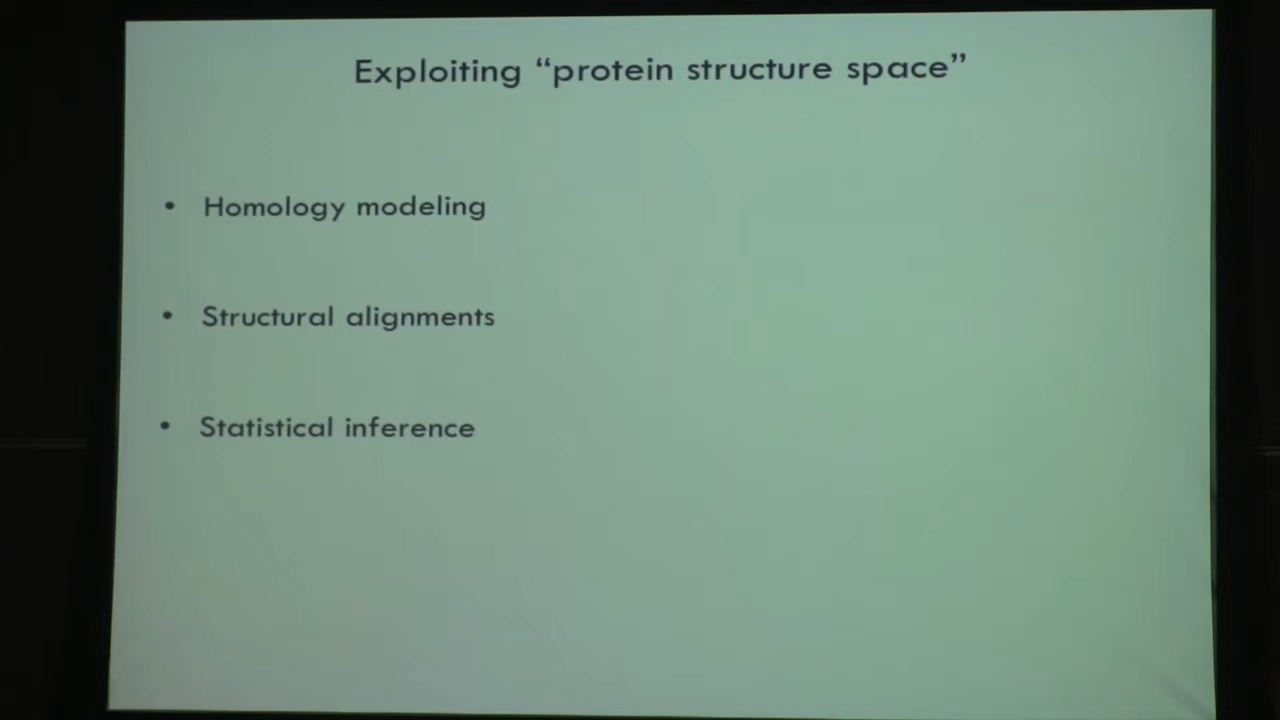 Exploiting “protein structure space”
• Homology modeling
• Structural alignments
• Statistical inference